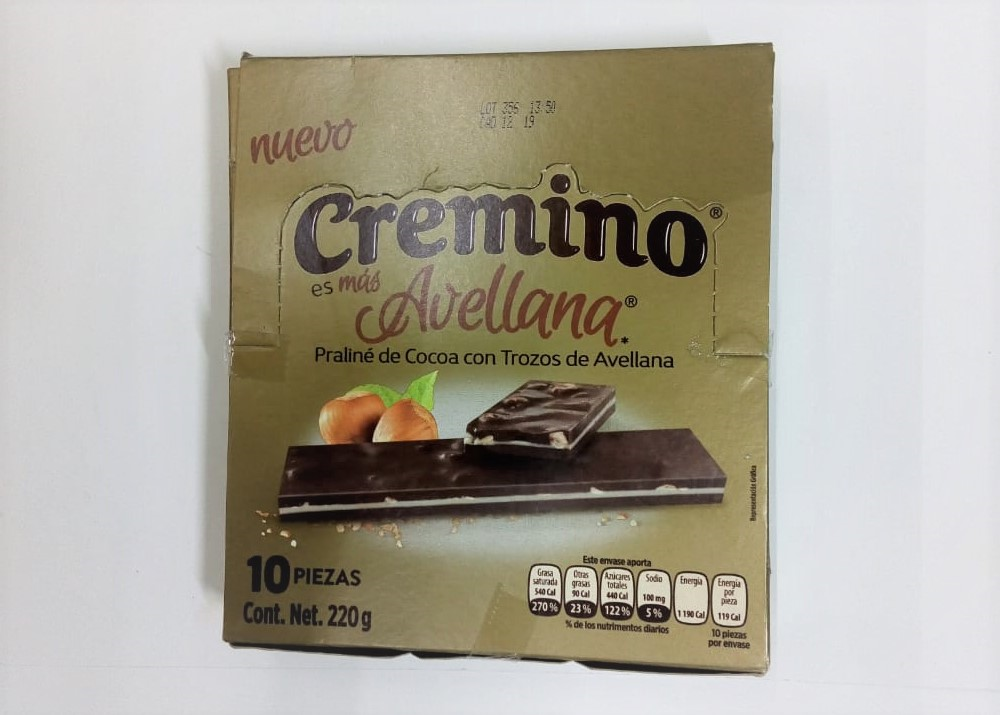 LOT 356 13:50
CAD 12 19
nuevo
Cremino®
es más
Avellana®*
Praliné de Cocoa con Trozos de Avellana
Representación Gráfica
10 PIEZAS
Cont. Net. 220 g
Este envase aporta
Grasa saturada 540 Cal 270 %
Otras grasas 90 Cal 23 %
Azúcares totales 440 Cal 122 %
Sodio 100 mg 5 %
Energía 1 190 Cal
Energía por pieza 119 Cal
% de los nutrimentos diarios
10 piezas
por envase